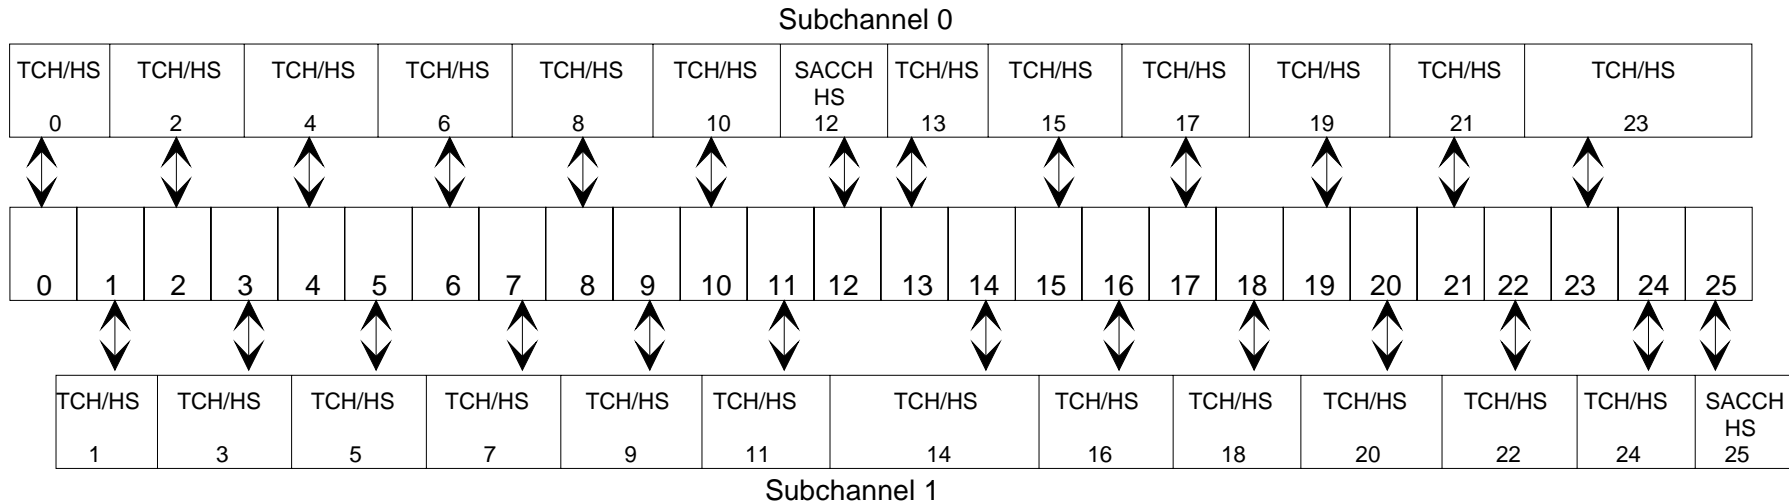 Subchannel 0
TCH/HS TCH/HS TCH/HS TCH/HS TCH/HS TCH/HS SACCH TCH/HS TCH/HS TCH/HS TCH/HS TCH/HS TCH/HS
HS
0 2 4 6 8 10 12 13 15 17 19 21 23
0 1 2 3 4 5 6 7 8 9 10 11 12 13 14 15 16 17 18 19 20 21 22 23 24 25
TCH/HS TCH/HS TCH/HS TCH/HS TCH/HS TCH/HS TCH/HS TCH/HS TCH/HS TCH/HS TCH/HS TCH/HS SACCH
HS
1 3 5 7 9 11 14 16 18 20 22 24 25
Subchannel 1